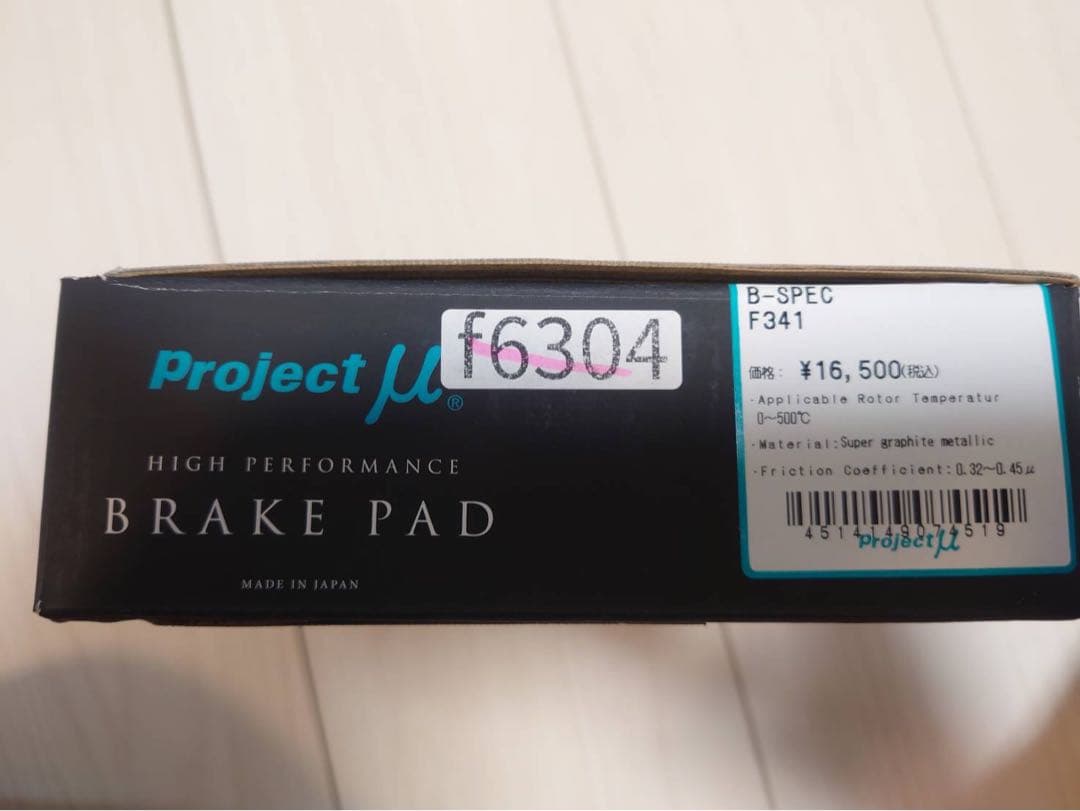 Project μ®
f6304
HIGH PERFORMANCE
BRAKE PAD
MADE IN JAPAN
B-SPEC
F341
価格: ¥16,500(税込)
·Applicable Rotor Temperatur
0~500℃
·Material:Super graphite metallic
·Friction Coefficient:0.32~0.45μ
4514149074519
Project μ